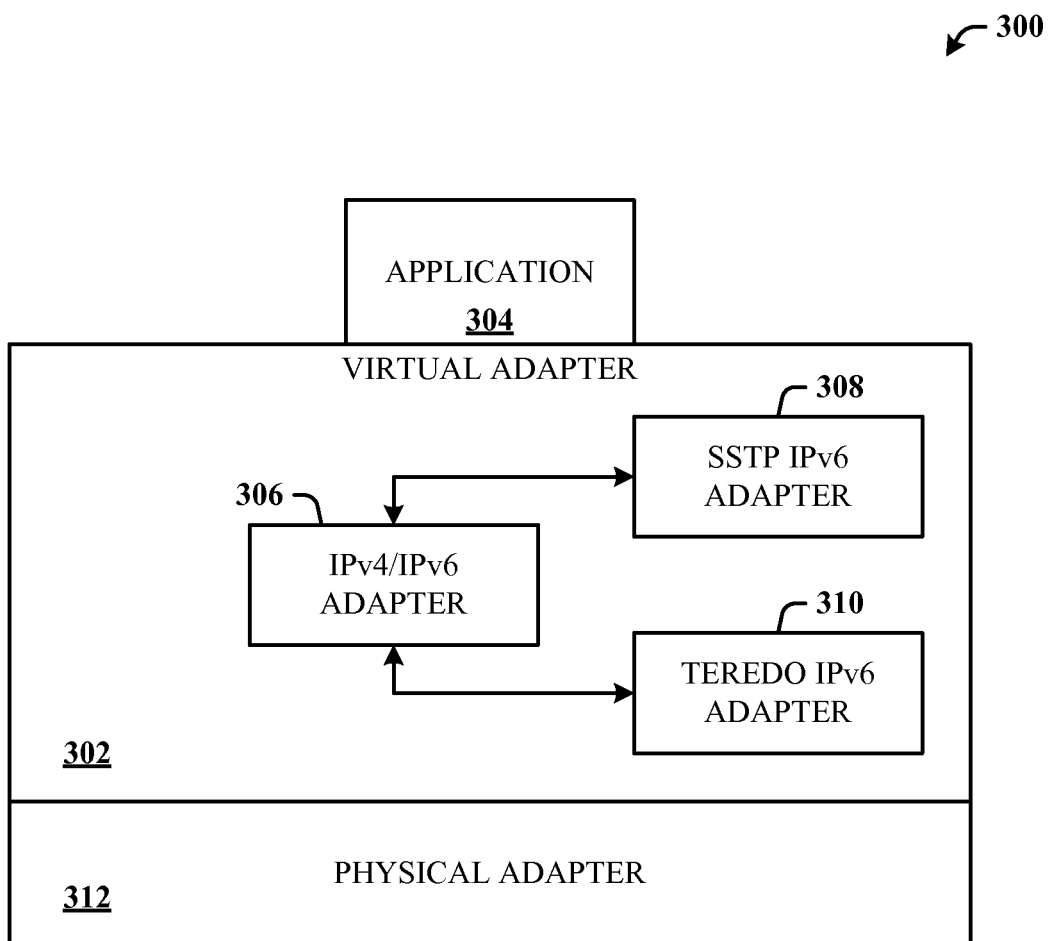 300
APPLICATION
304
VIRTUAL ADAPTER
308
SSTP IPv6
ADAPTER
306
IPv4/IPv6
ADAPTER
310
TEREDO IPv6
ADAPTER
302
PHYSICAL ADAPTER
312